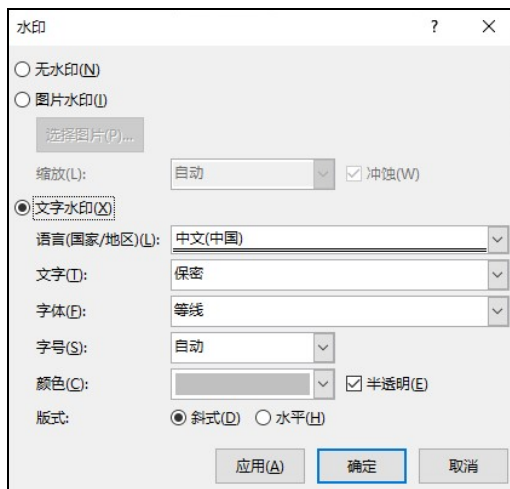 水印 ? ×
无水印(N)
图片水印(I)
选择图片(P)...
缩放(L): 自动 冲蚀(W)
文字水印(X)
语言(国家/地区)(L): 中文(中国)
文字(T): 保密
字体(F): 等线
字号(S): 自动
颜色(C): 半透明(E)
版式: 斜式(D) 水平(H)
应用(A) 确定 取消